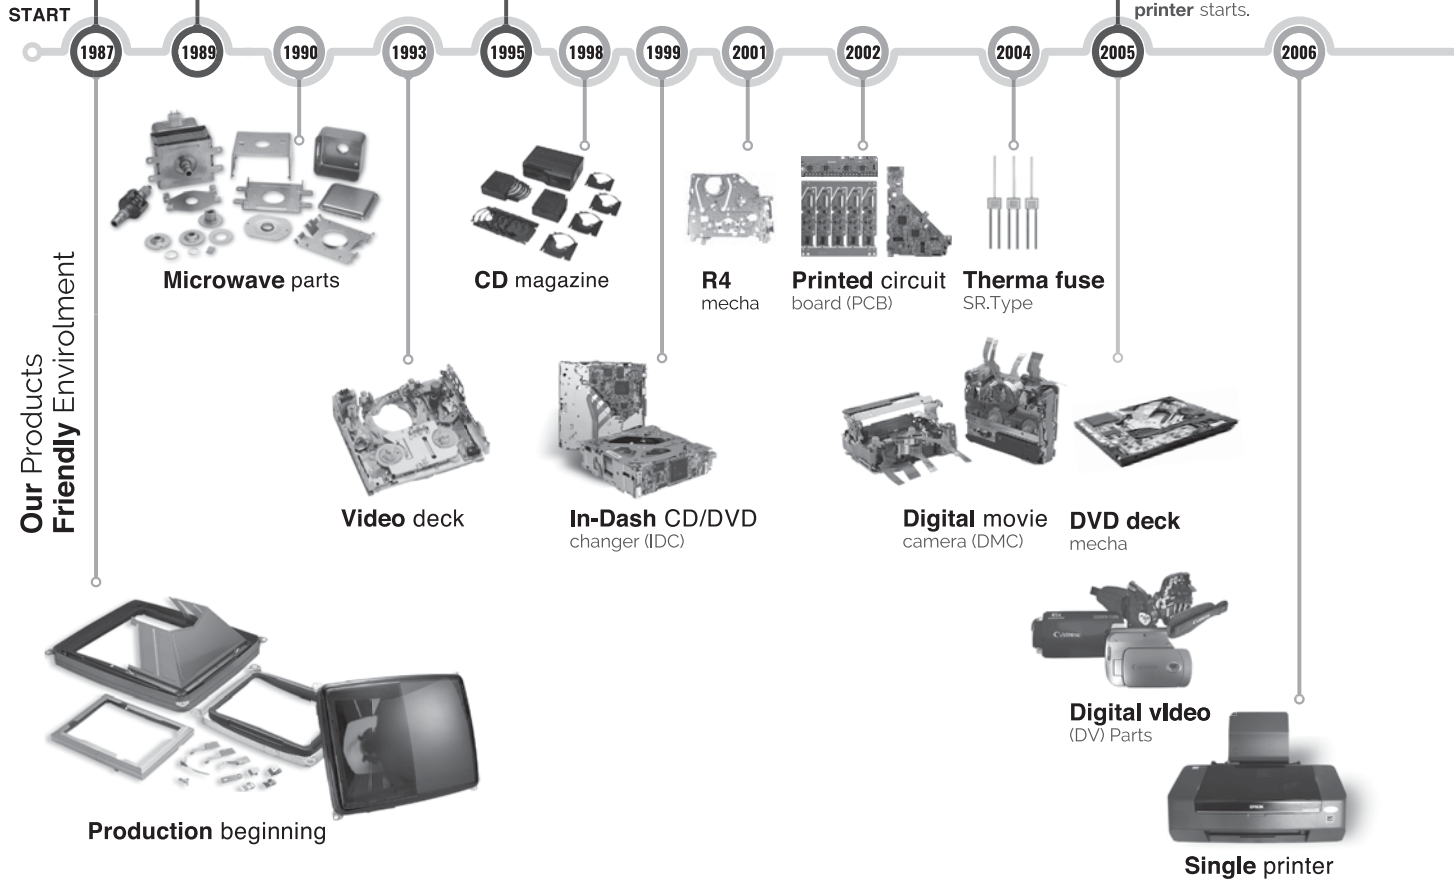 START
printer starts.
1987
1989
1990
1993
1995
1998
1999
2001
2002
2004
2005
2006
Microwave parts
CD magazine
R4
mecha
Printed circuit
board (PCB)
Therma fuse
SR.Type
Our Products
Friendly Envirolment
Video deck
In-Dash CD/DVD
changer (IDC)
Digital movie
camera (DMC)
DVD deck
mecha
Digital vIdeo
(DV) Parts
Production beginning
EPSON
Single printer